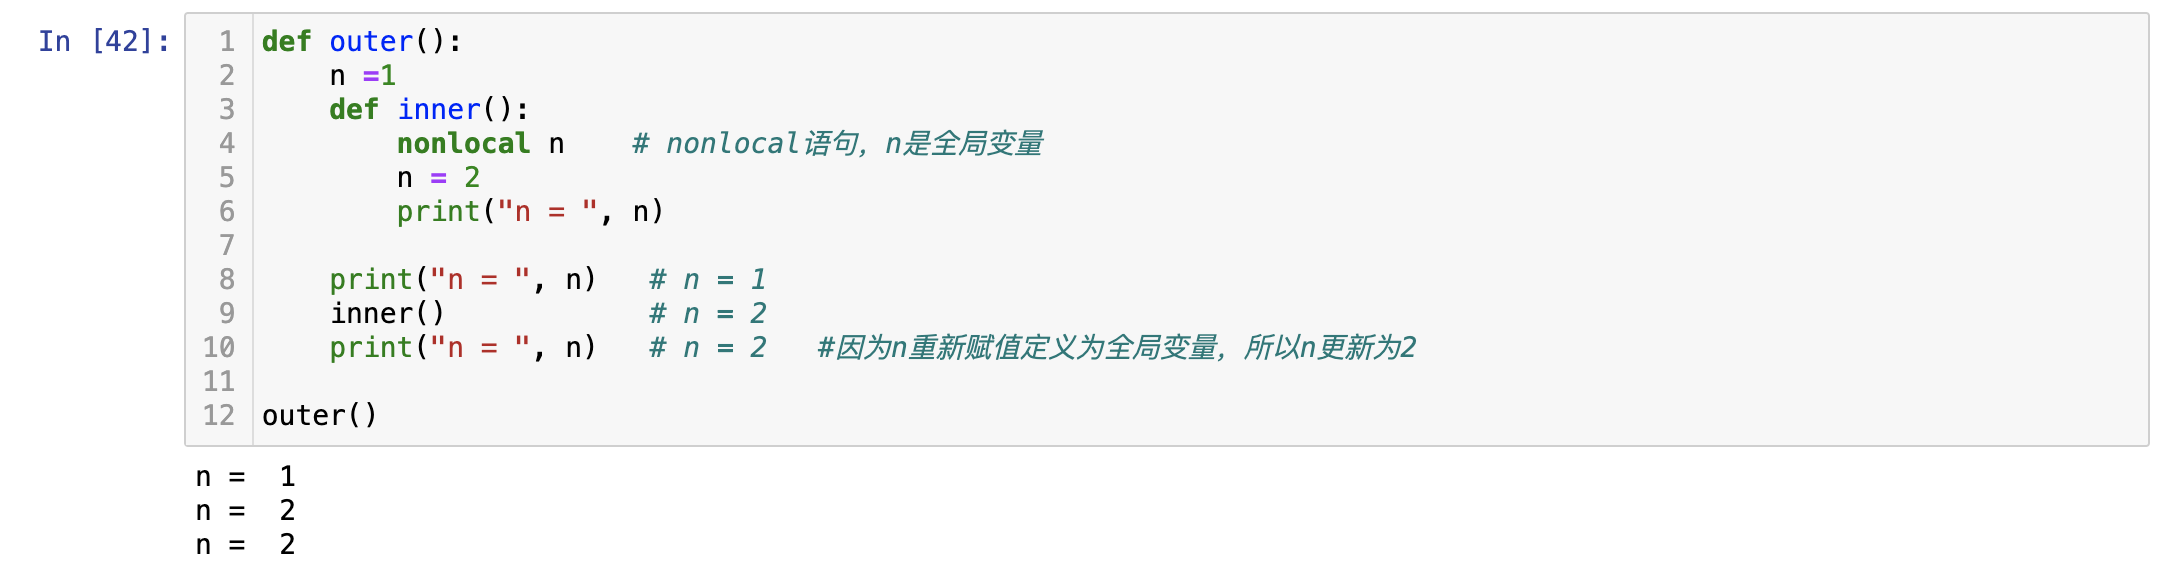 In [42]:
1 def outer():
2     n =1
3     def inner():
4         nonlocal n    # nonlocal语句，n是全局变量
5         n = 2
6         print("n = ", n)
7
8     print("n = ", n)   # n = 1
9     inner()            # n = 2
10     print("n = ", n)   # n = 2   #因为n重新赋值定义为全局变量，所以n更新为2
11
12 outer()
n =  1
n =  2
n =  2